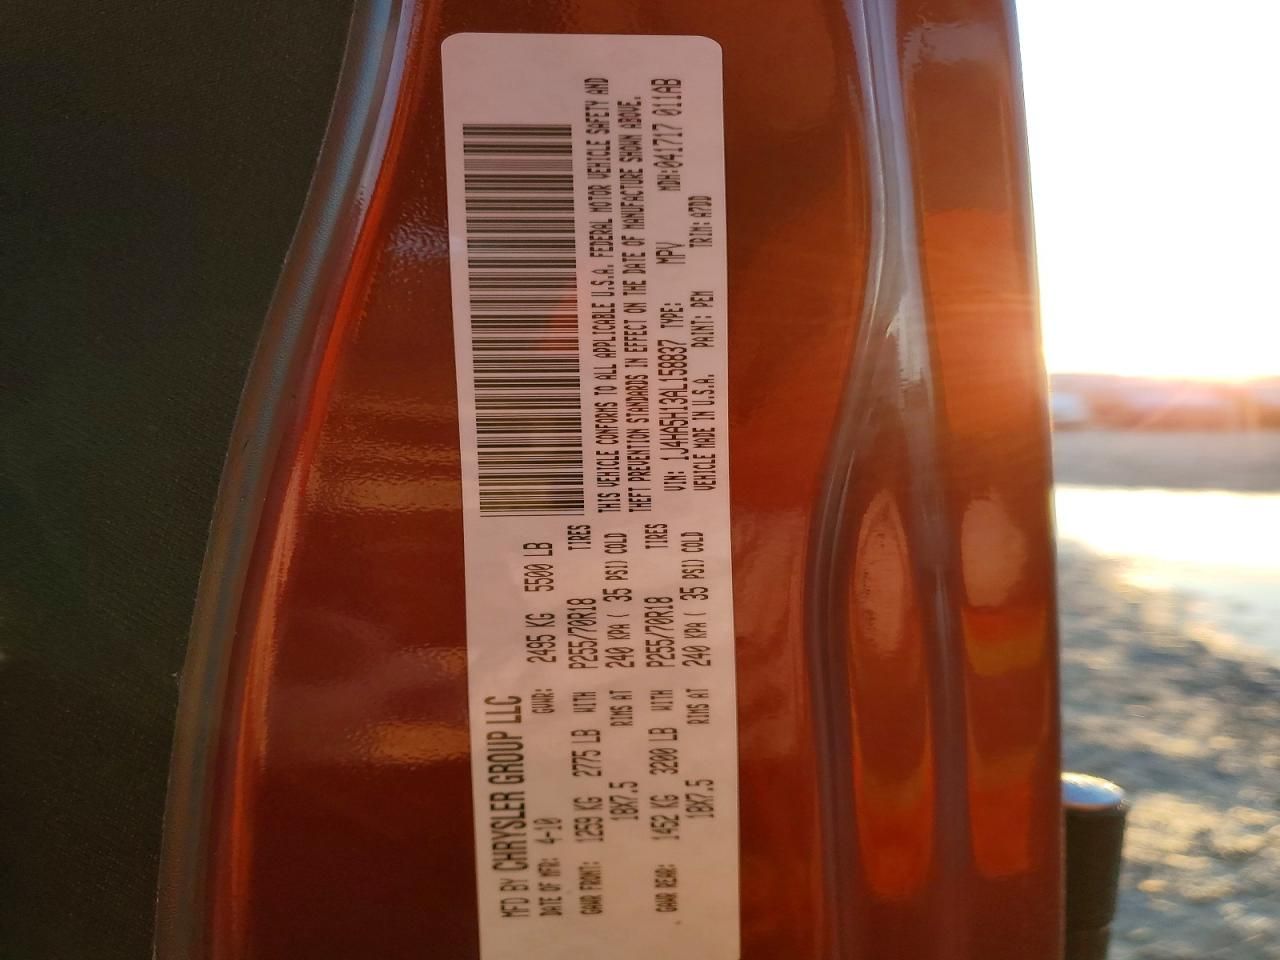 MFD BY CHRYSLER GROUP LLC
DATE OF MFR: 4-10 GVWR: 2495 KG 5500 LB
GAWR FRONT: 1259 KG 2775 LB WITH P255/70R18 TIRES
18X7.5 RIMS AT 240 KPA ( 35 PSI) COLD
GAWR REAR: 1452 KG 3200 LB WITH P255/70R18 TIRES
18X7.5 RIMS AT 240 KPA ( 35 PSI) COLD
THIS VEHICLE CONFORMS TO ALL APPLICABLE U.S.A. FEDERAL MOTOR VEHICLE SAFETY AND
THEFT PREVENTION STANDARDS IN EFFECT ON THE DATE OF MANUFACTURE SHOWN ABOVE.
VIN: 1J4HA5H13AL158837 TYPE: MPV MDH:041717 011AB
VEHICLE MADE IN U.S.A. PAINT: PEM TRIM: A7DD